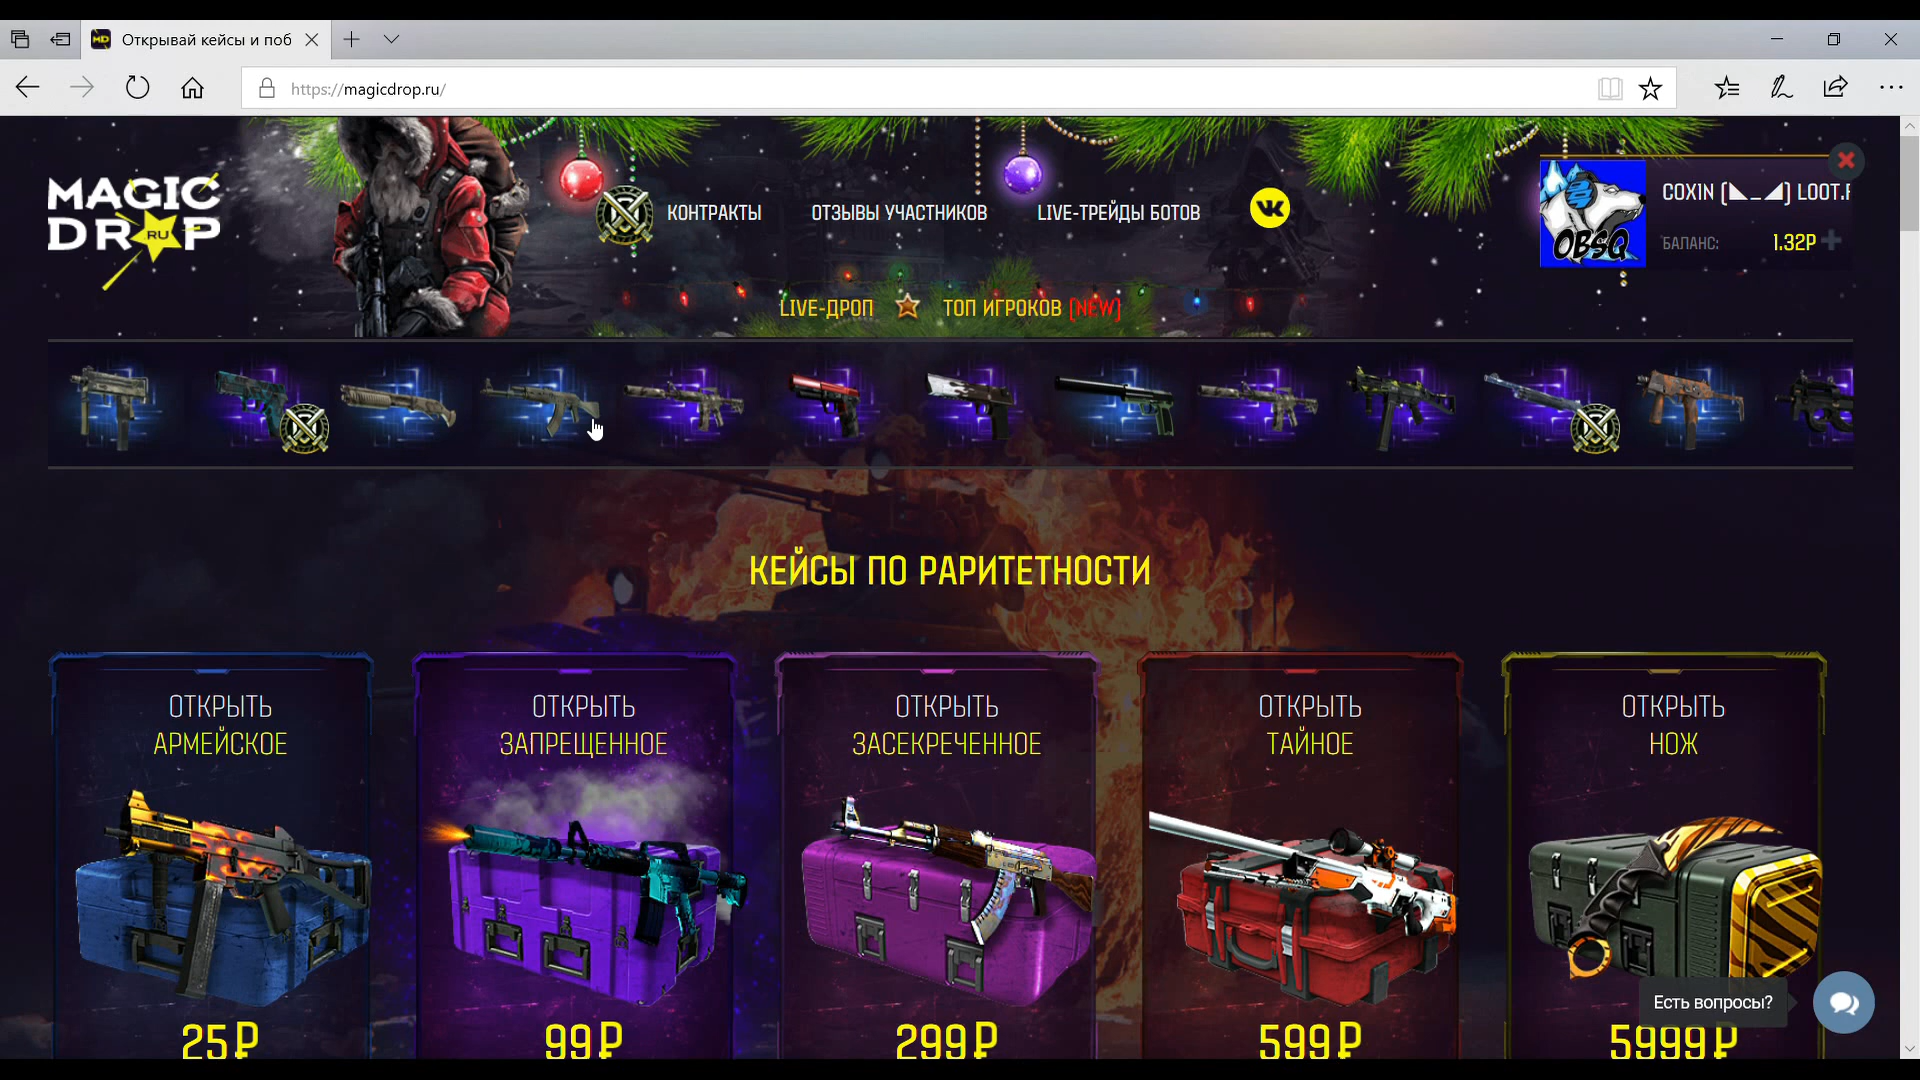 Открывай кейсы и поб
https://magicdrop.ru/
MAGIC
DROP
RU
КОНТРАКТЫ
ОТЗЫВЫ УЧАСТНИКОВ
LIVE-ТРЕЙДЫ БОТОВ
OBSQ
COX1N (◣_◢) LOOT.F
БАЛАНС:
1.32Р
LIVE-ДРОП
ТОП ИГРОКОВ (NEW)
КЕЙСЫ ПО РАРИТЕТНОСТИ
ОТКРЫТЬ
АРМЕЙСКОЕ
25₽
ОТКРЫТЬ
ЗАПРЕЩЕННОЕ
99₽
ОТКРЫТЬ
ЗАСЕКРЕЧЕННОЕ
299₽
ОТКРЫТЬ
ТАЙНОЕ
599₽
ОТКРЫТЬ
НОЖ
5999₽
Есть вопросы?